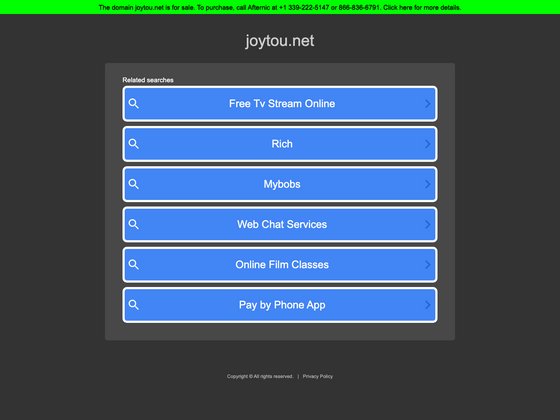 The domain joytou.net is for sale. To purchase, call Afternic at +1 339-222-5147 or 866-836-6791. Click here for more details.
joytou.net
Related searches
Free Tv Stream Online
Rich
Mybobs
Web Chat Services
Online Film Classes
Pay by Phone App
Copyright © All rights reserved. | Privacy Policy